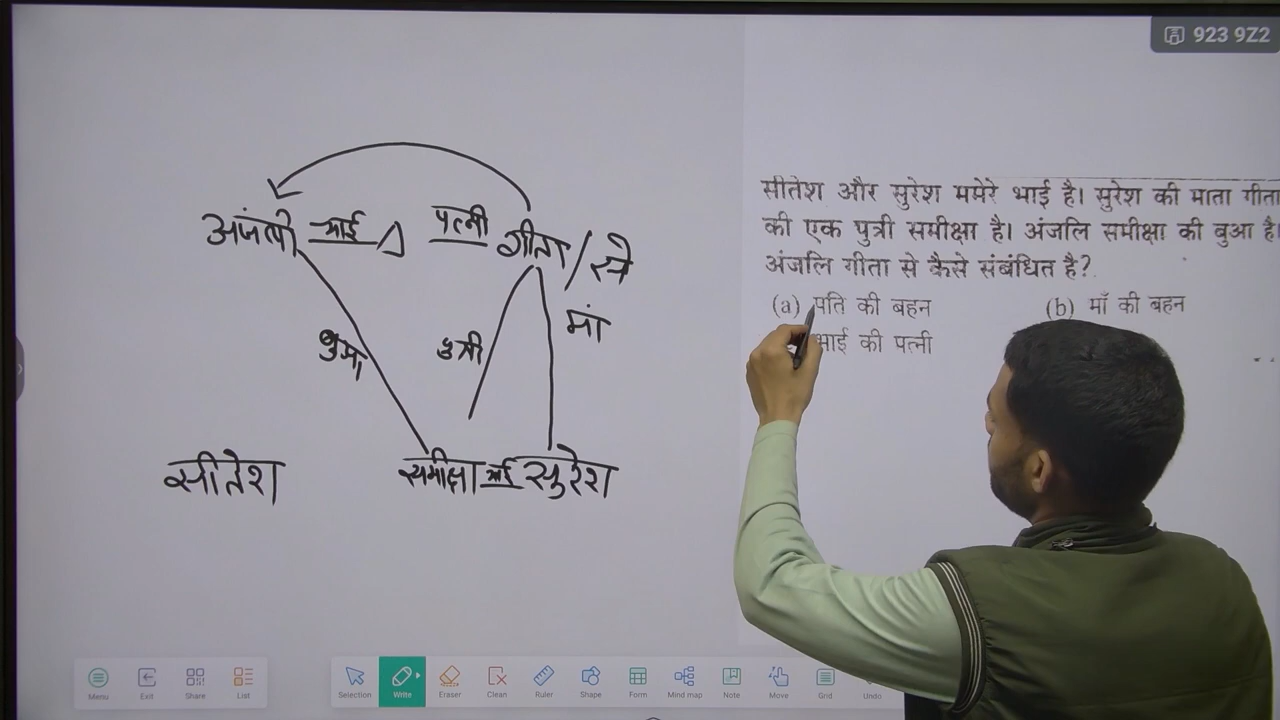 923 9Z2
सीतेश और सुरेश ममेरे भाई है। सुरेश की माता गीता
की एक पुत्री समीक्षा है। अंजलि समीक्षा की बुआ है।
अंजलि गीता से कैसे संबंधित है?
(a) पति की बहन (b) माँ की बहन
भाई की पत्नी
अंजली भाई पत्नी गीता / से
बुआ पुत्री मां
सीतेश समीक्षा भाई सुरेश
Menu Exit Share List Selection Write Eraser Clean Ruler Shape Form Mind map Note Move Grid Undo